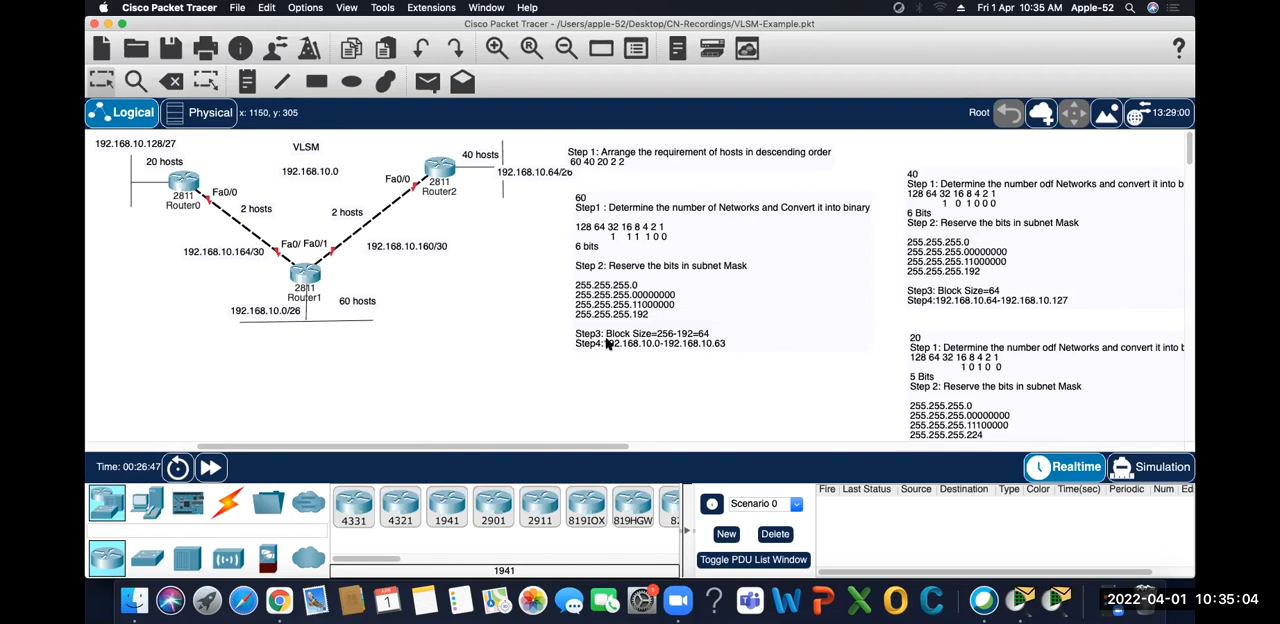 Cisco Packet Tracer File Edit Options View Tools Extensions Window Help Fri 1 Apr 10:35 AM Apple-52
Cisco Packet Tracer - /Users/apple-52/Desktop/CN-Recordings/VLSM-Example.pkt
Logical Physical x: 1150, y: 305 Root 13:29:00
192.168.10.128/27
20 hosts
VLSM
192.168.10.0
40 hosts
192.168.10.64/26
Fa0/0
2811
Router0
Fa0/0
2811
Router2
2 hosts
2 hosts
192.168.10.164/30
Fa0/ Fa0/1
192.168.10.160/30
2811
Router1
60 hosts
192.168.10.0/26
Step 1: Arrange the requirement of hosts in descending order
60 40 20 2 2
60
Step1 : Determine the number of Networks and Convert it into binary
128 64 32 16 8 4 2 1
1 1 1 1 0 0
6 bits
Step 2: Reserve the bits in subnet Mask
255.255.255.0
255.255.255.00000000
255.255.255.11000000
255.255.255.192
Step3: Block Size=256-192=64
Step4:192.168.10.0-192.168.10.63
40
Step 1: Determine the number odf Networks and convert it into b
128 64 32 16 8 4 2 1
1 0 1 0 0 0
6 Bits
Step 2: Reserve the bits in subnet Mask
255.255.255.0
255.255.255.00000000
255.255.255.11000000
255.255.255.192
Step3: Block Size=64
Step4:192.168.10.64-192.168.10.127
20
Step 1: Determine the number odf Networks and convert it into b
128 64 32 16 8 4 2 1
1 0 1 0 0
5 Bits
Step 2: Reserve the bits in subnet Mask
255.255.255.0
255.255.255.00000000
255.255.255.11100000
255.255.255.224
Time: 00:26:47 Realtime Simulation
4331 4321 1941 2901 2911 819IOX 819HGW
1941
Scenario 0
New Delete
Toggle PDU List Window
Fire Last Status Source Destination Type Color Time(sec) Periodic Num Ed
2022-04-01 10:35:04